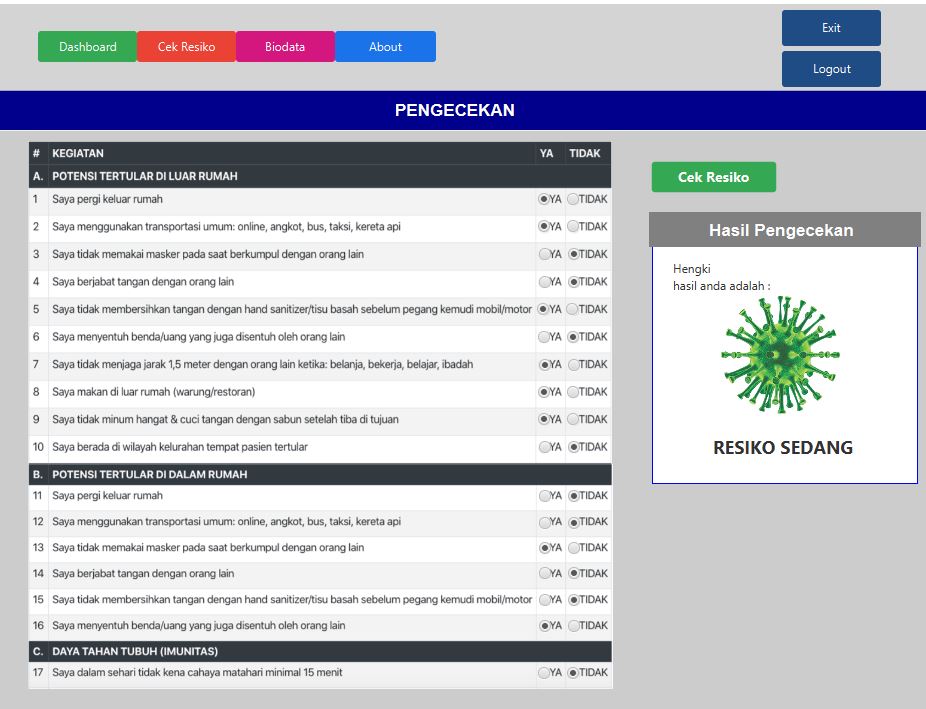 Dashboard Cek Resiko Biodata About
Exit
Logout
PENGECEKAN
# KEGIATAN YA TIDAK
A. POTENSI TERTULAR DI LUAR RUMAH
1 Saya pergi keluar rumah YA TIDAK
2 Saya menggunakan transportasi umum: online, angkot, bus, taksi, kereta api YA TIDAK
3 Saya tidak memakai masker pada saat berkumpul dengan orang lain YA TIDAK
4 Saya berjabat tangan dengan orang lain YA TIDAK
5 Saya tidak membersihkan tangan dengan hand sanitizer/tisu basah sebelum pegang kemudi mobil/motor YA TIDAK
6 Saya menyentuh benda/uang yang juga disentuh oleh orang lain YA TIDAK
7 Saya tidak menjaga jarak 1,5 meter dengan orang lain ketika: belanja, bekerja, belajar, ibadah YA TIDAK
8 Saya makan di luar rumah (warung/restoran) YA TIDAK
9 Saya tidak minum hangat & cuci tangan dengan sabun setelah tiba di tujuan YA TIDAK
10 Saya berada di wilayah kelurahan tempat pasien tertular YA TIDAK
B. POTENSI TERTULAR DI DALAM RUMAH
11 Saya pergi keluar rumah YA TIDAK
12 Saya menggunakan transportasi umum: online, angkot, bus, taksi, kereta api YA TIDAK
13 Saya tidak memakai masker pada saat berkumpul dengan orang lain YA TIDAK
14 Saya berjabat tangan dengan orang lain YA TIDAK
15 Saya tidak membersihkan tangan dengan hand sanitizer/tisu basah sebelum pegang kemudi mobil/motor YA TIDAK
16 Saya menyentuh benda/uang yang juga disentuh oleh orang lain YA TIDAK
C. DAYA TAHAN TUBUH (IMUNITAS)
17 Saya dalam sehari tidak kena cahaya matahari minimal 15 menit YA TIDAK
Cek Resiko
Hasil Pengecekan
Hengki
hasil anda adalah :
RESIKO SEDANG